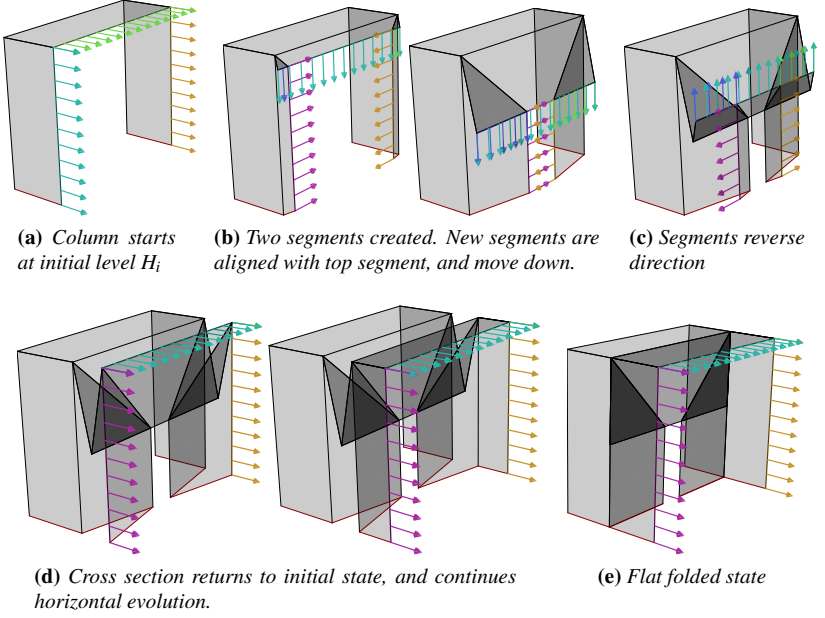 (a) Column starts
at initial level Hi
(b) Two segments created. New segments are
aligned with top segment, and move down.
(c) Segments reverse
direction
(d) Cross section returns to initial state, and continues
horizontal evolution.
(e) Flat folded state